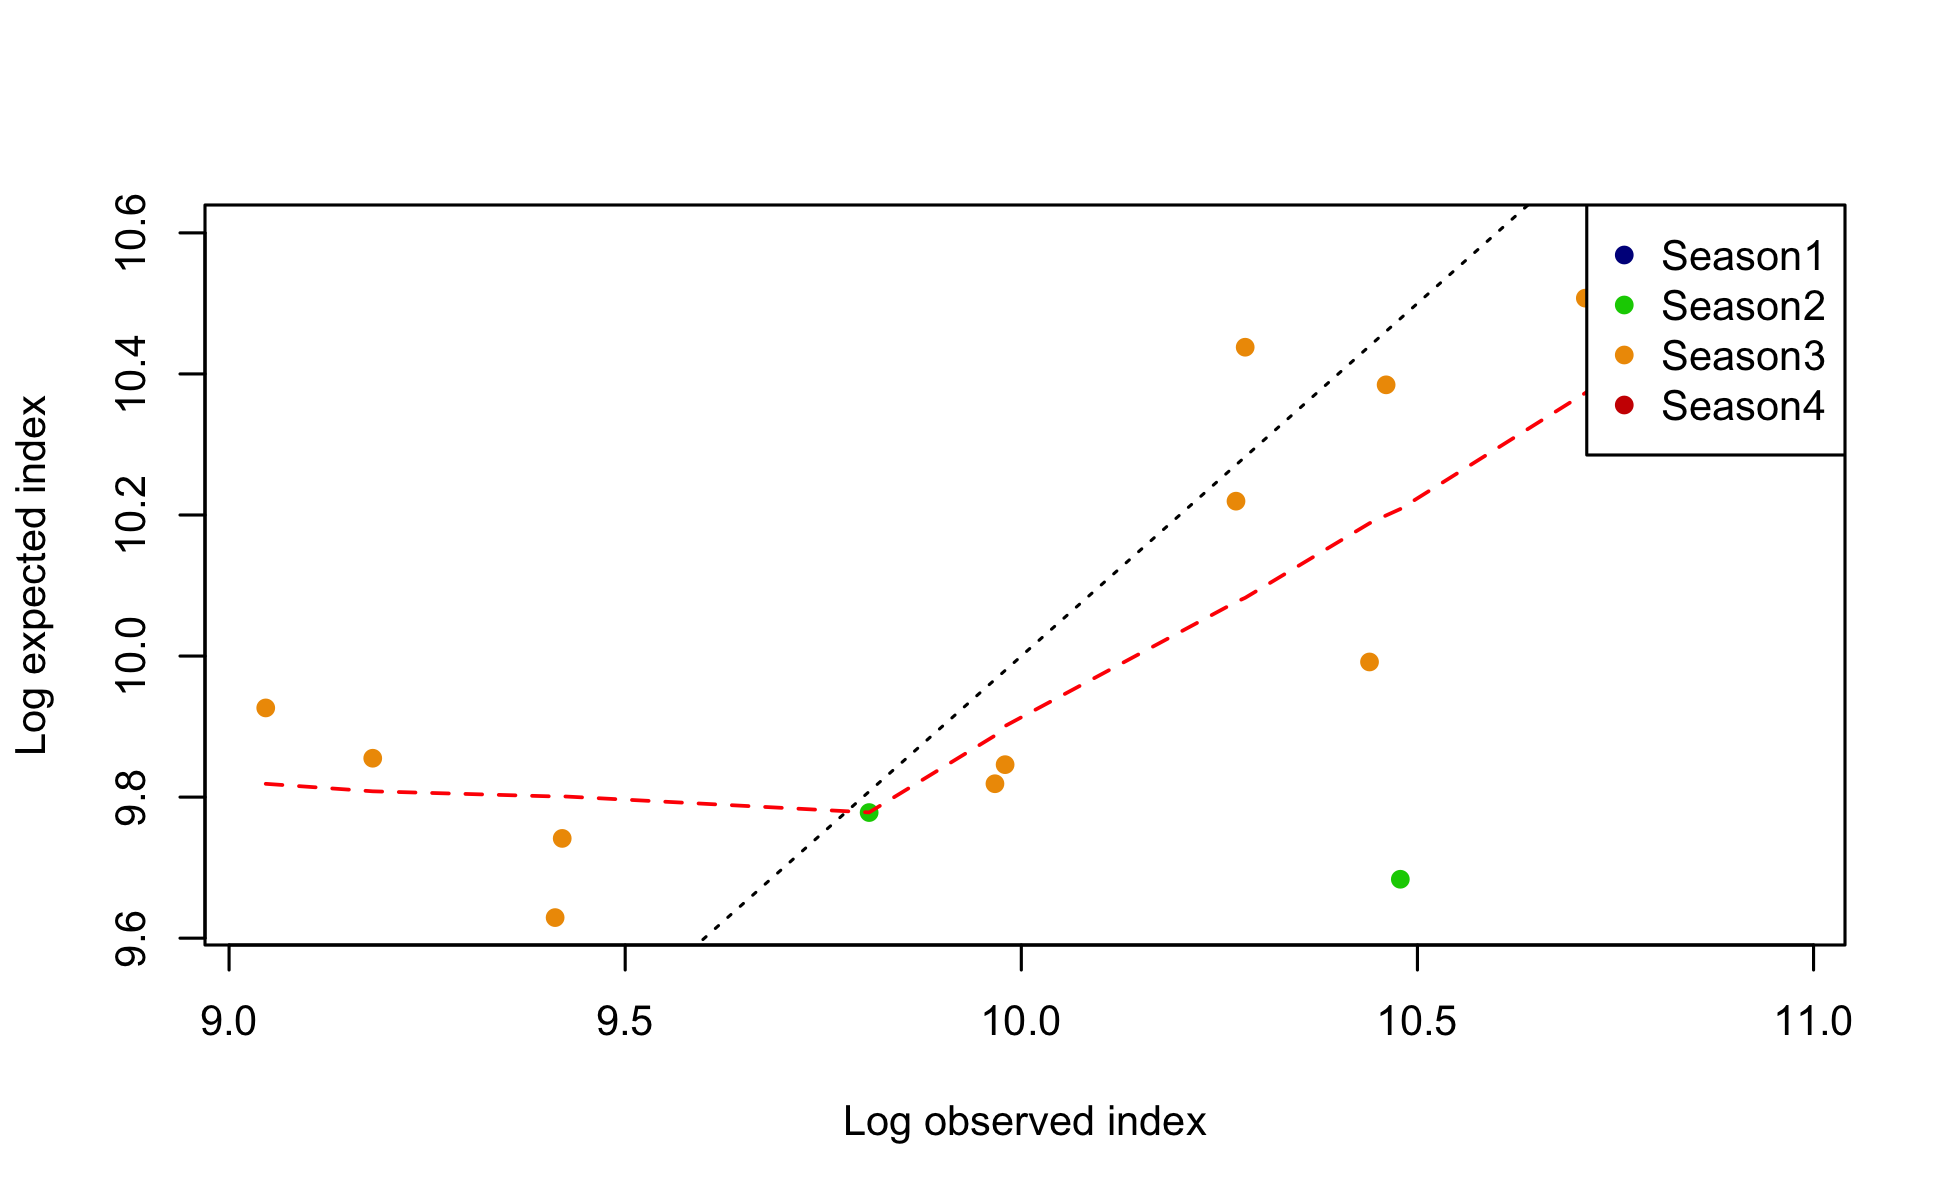 Log expected index
10.6
10.4
10.2
10.0
9.8
9.6
Season1
Season2
Season3
Season4
9.0 9.5 10.0 10.5 11.0
Log observed index